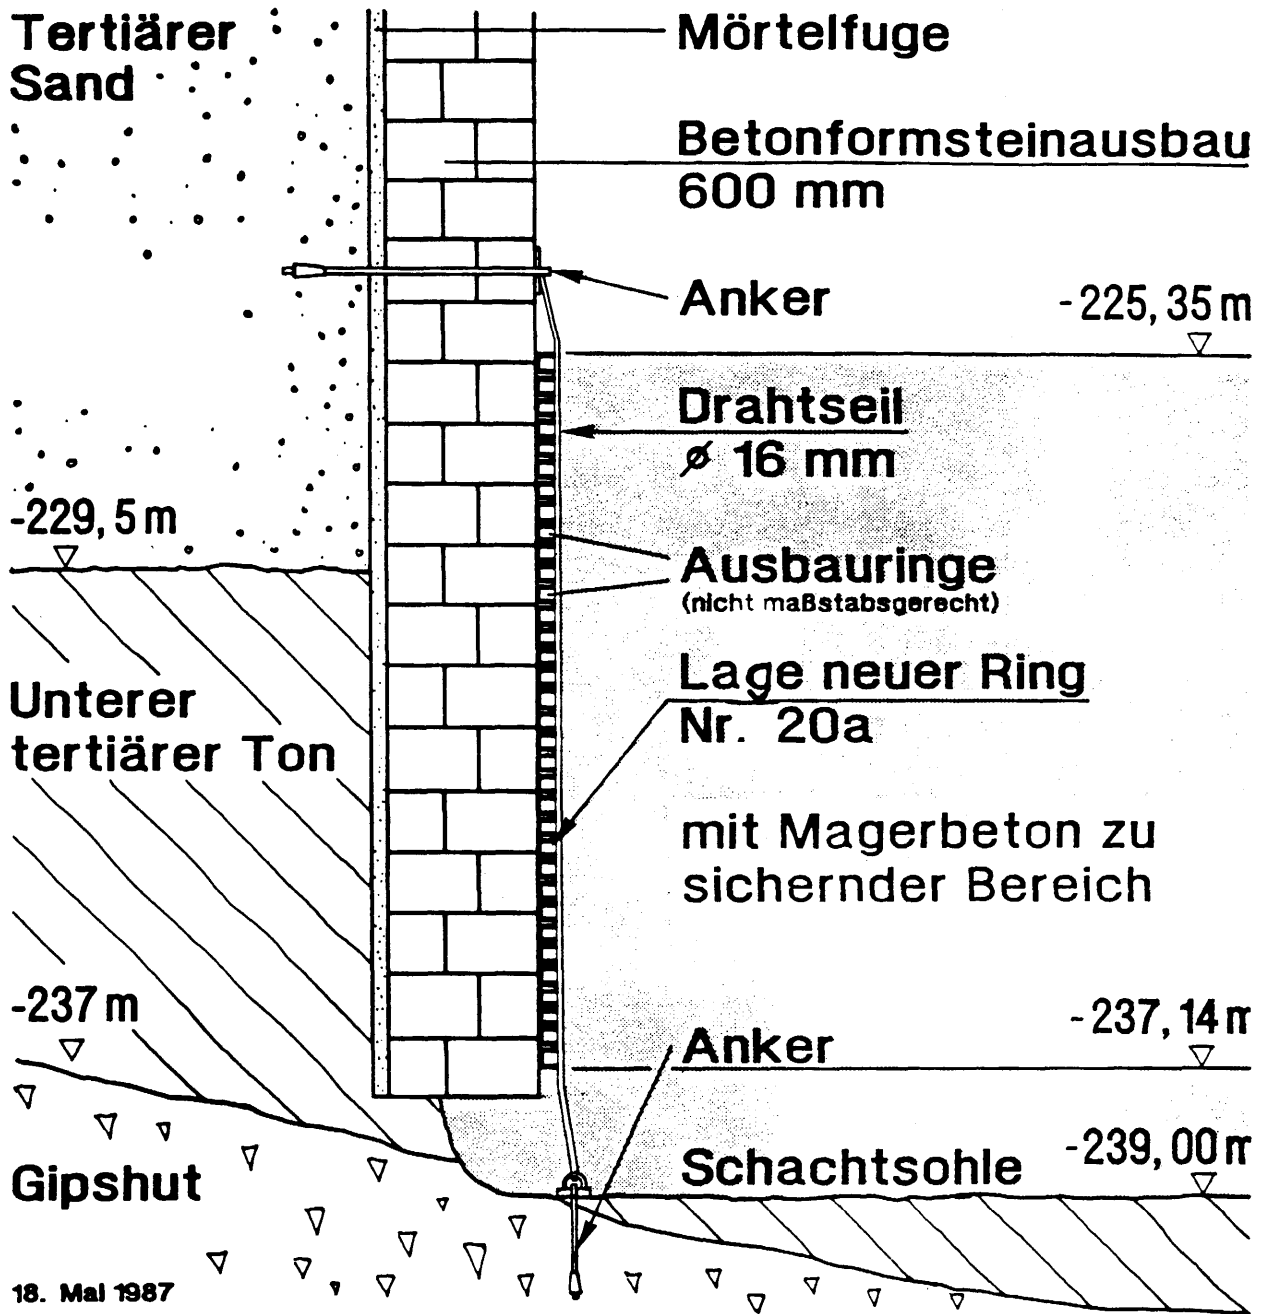 Tertiärer
Sand
Mörtelfuge
Betonformsteinausbau
600 mm
Anker
-225,35 m
Drahtseil
ø 16 mm
-229,5 m
Ausbauringe
(nicht maßstabsgerecht)
Unterer
tertiärer Ton
Lage neuer Ring
Nr. 20a
mit Magerbeton zu
sichernder Bereich
-237 m
-237,14 m
Anker
Schachtsohle
-239,00 m
Gipshut
18. Mai 1987